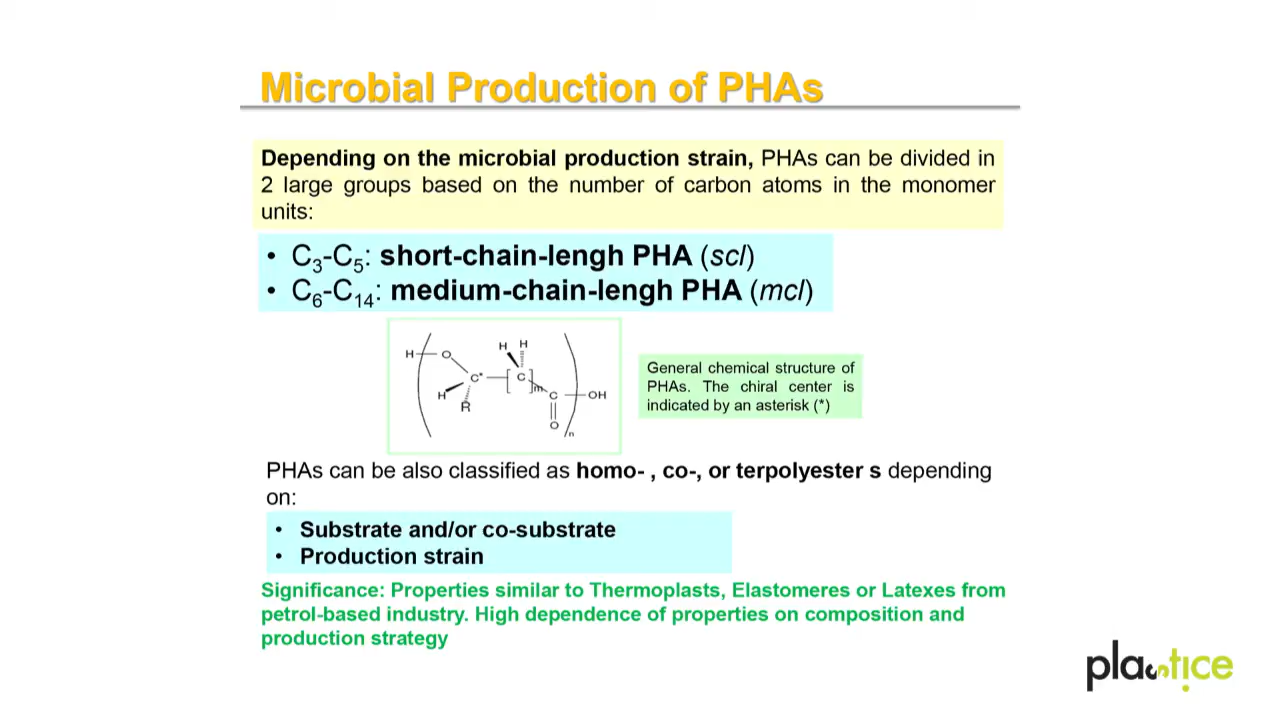 Microbial Production of PHAs
Depending on the microbial production strain, PHAs can be divided in
2 large groups based on the number of carbon atoms in the monomer
units:
• C₃-C₅: short-chain-lengh PHA (scl)
• C₆-C₁₄: medium-chain-lengh PHA (mcl)
H O C* H R H H C m C O OH n
General chemical structure of
PHAs. The chiral center is
indicated by an asterisk (*)
PHAs can be also classified as homo- , co-, or terpolyester s depending
on:
• Substrate and/or co-substrate
• Production strain
Significance: Properties similar to Thermoplasts, Elastomeres or Latexes from
petrol-based industry. High dependence of properties on composition and
production strategy
plastice